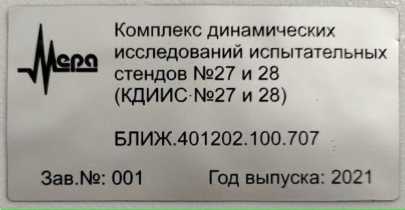 Мера
Комплекс динамических
исследований испытательных
стендов №27 и 28
(КДИИС №27 и 28)
БЛИЖ.401202.100.707
Зав.№: 001 Год выпуска: 2021